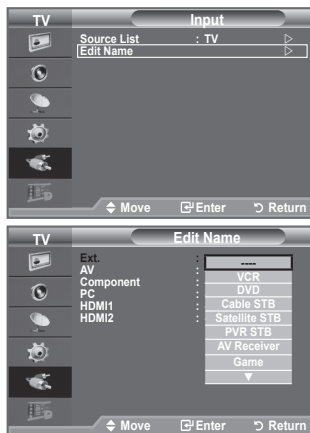 TV Input
Source List : TV ▷
Edit Name ▷
Move Enter Return
TV Edit Name
Ext. : ----
AV : VCR
Component : DVD
PC : Cable STB
HDMI1 : Satellite STB
HDMI2 : PVR STB
AV Receiver
Game
▼
Move Enter Return